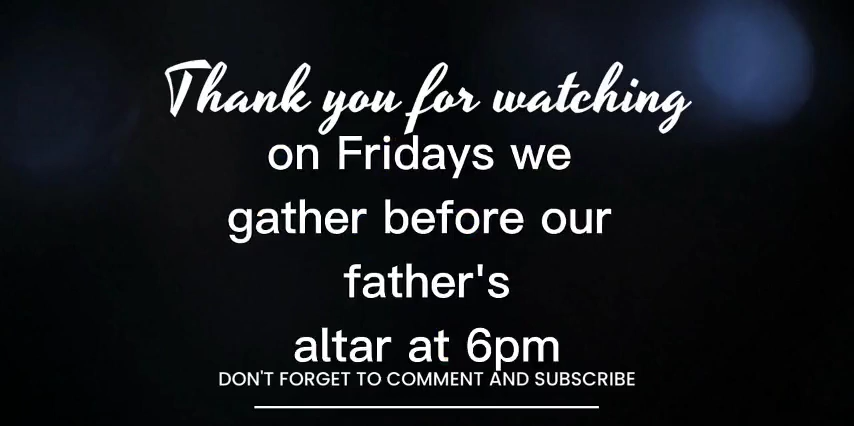 Thank you for watching
on Fridays we
gather before our
father's
altar at 6pm
DON'T FORGET TO COMMENT AND SUBSCRIBE